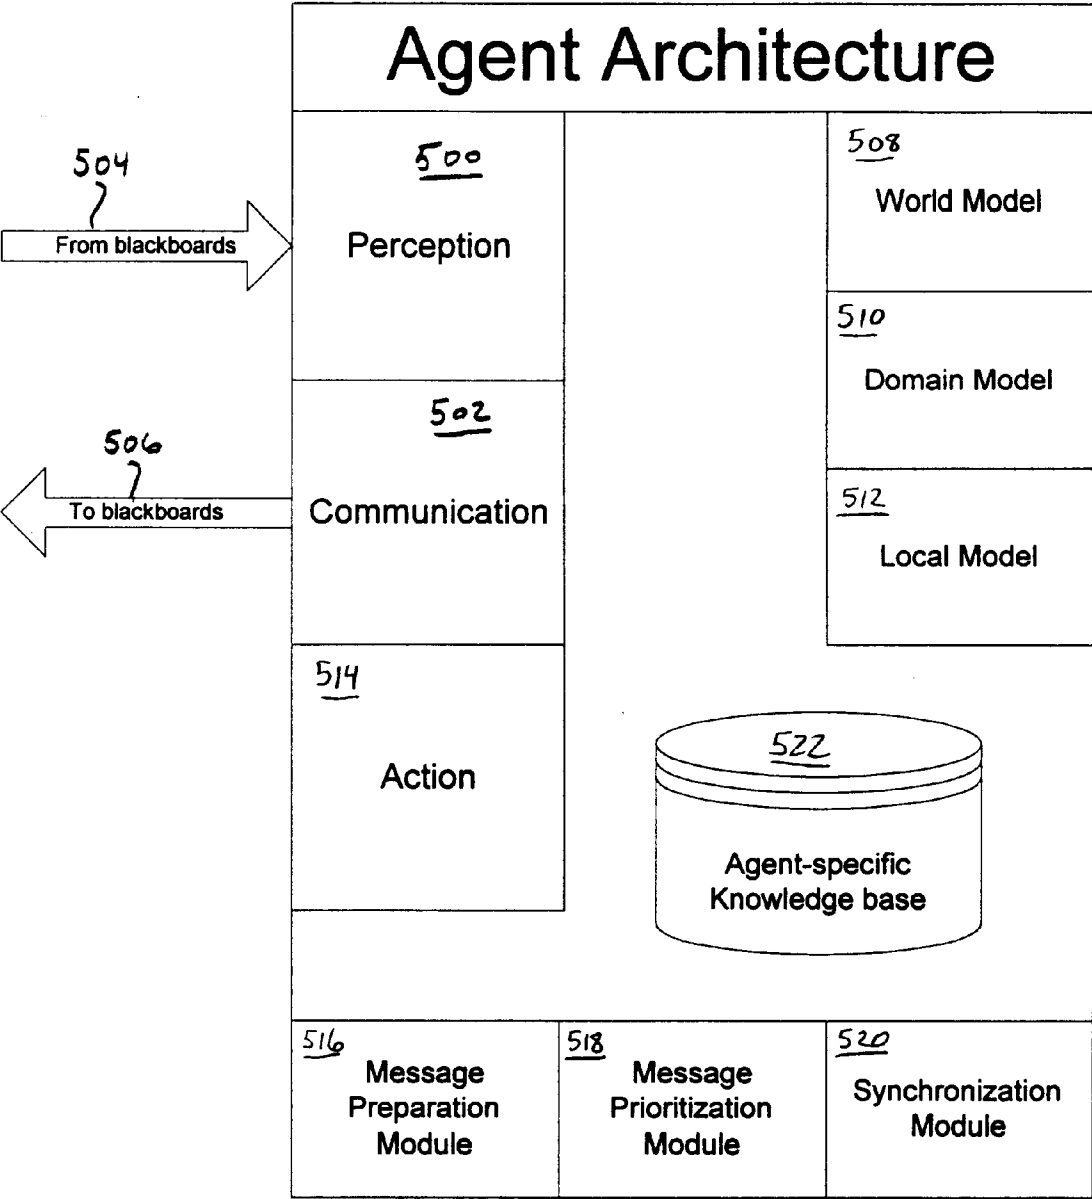 Agent Architecture
504
From blackboards
500
Perception
508
World Model
510
Domain Model
506
To blackboards
502
Communication
512
Local Model
514
Action
522
Agent-specific
Knowledge base
516
Message
Preparation
Module
518
Message
Prioritization
Module
520
Synchronization
Module